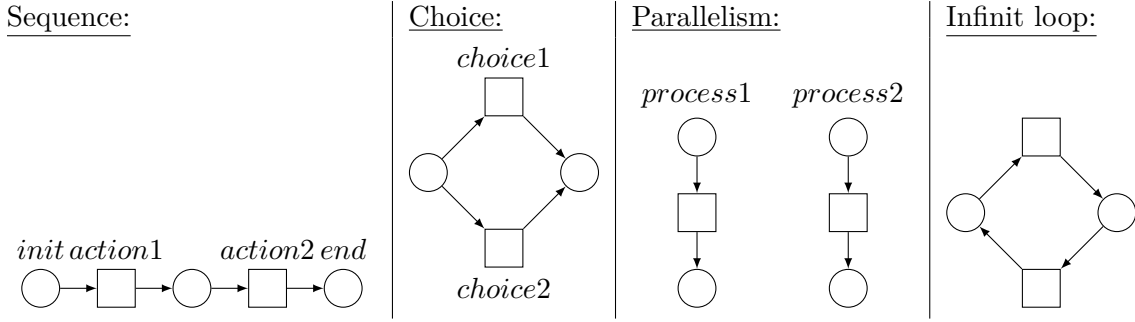 Sequence:
init action1 action2 end
Choice:
choice1
choice2
Parallelism:
process1 process2
Infinit loop: